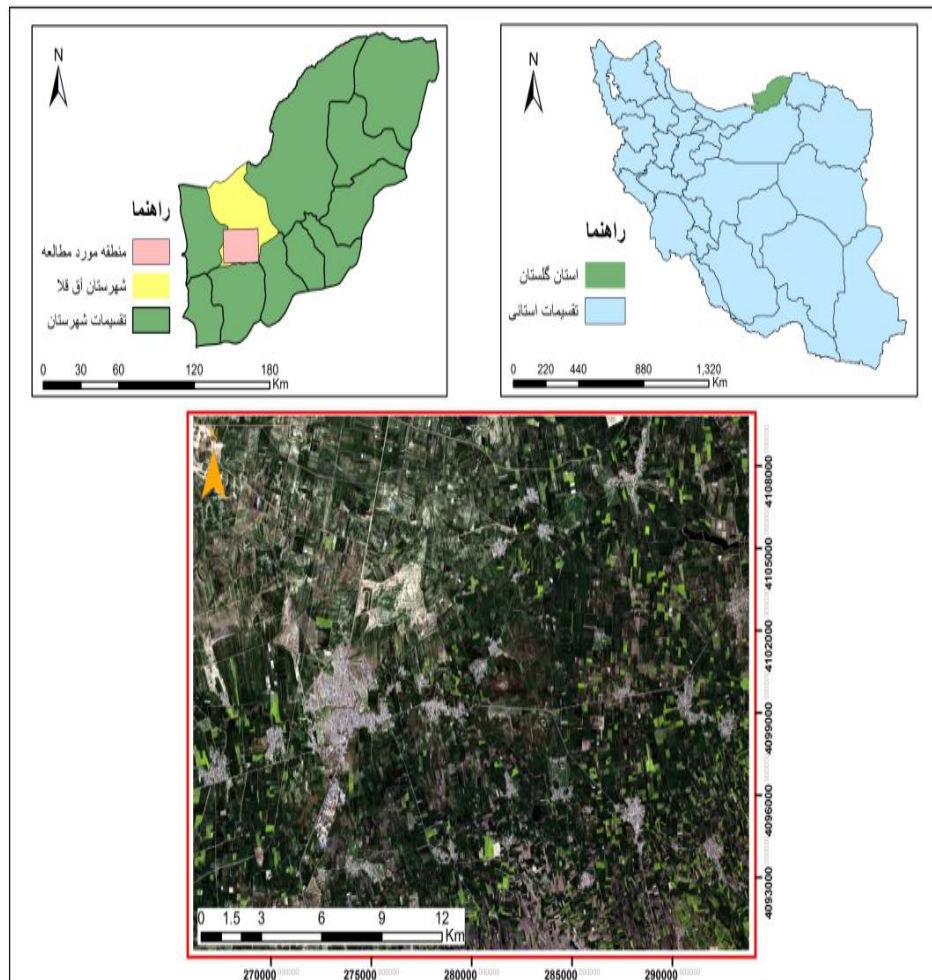 N
راهنما
منطقه مورد مطالعه
شهرستان آق قلا
تقسیمات شهرستان
0 30 60 120 180
Km
N
راهنما
استان گلستان
تقسیمات استانی
0 220 440 880 1,320
Km
4108000
4105000
4102000
4099000
4096000
4093000
0 1.5 3 6 9 12
Km
270000 275000 280000 285000 290000